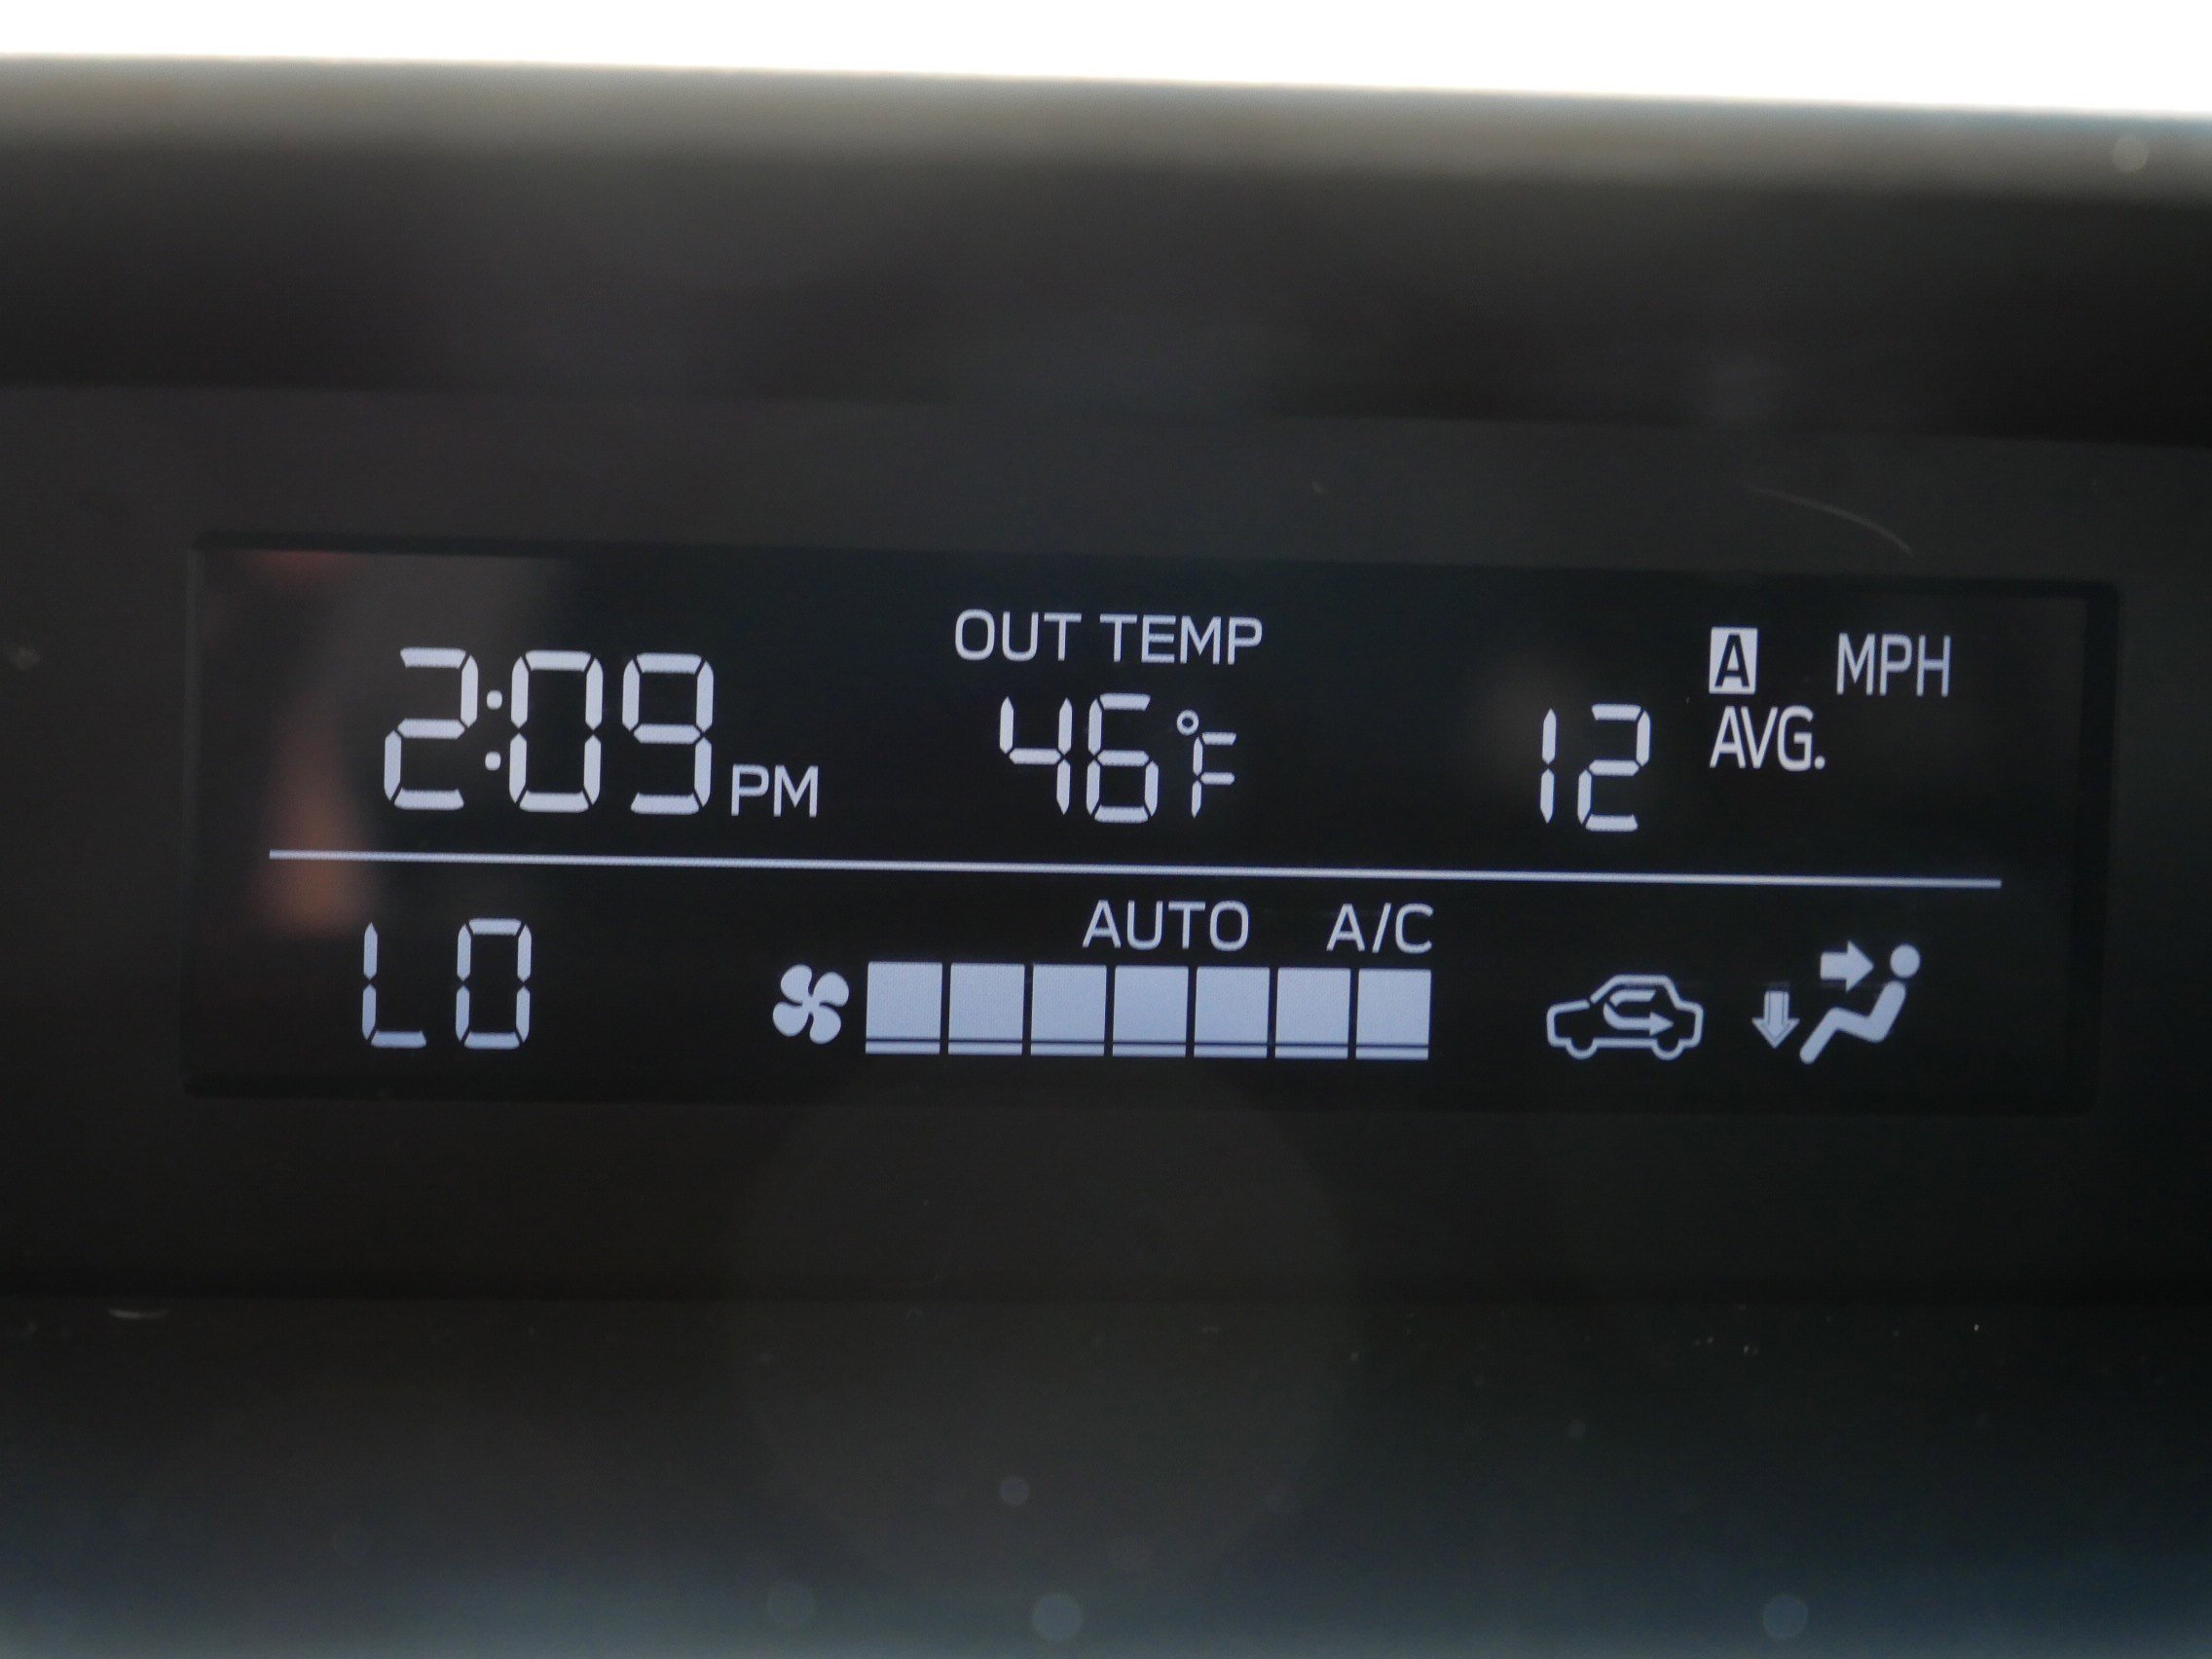 OUT TEMP A MPH
2:09 PM 46°F 12 AVG.
AUTO A/C
LO